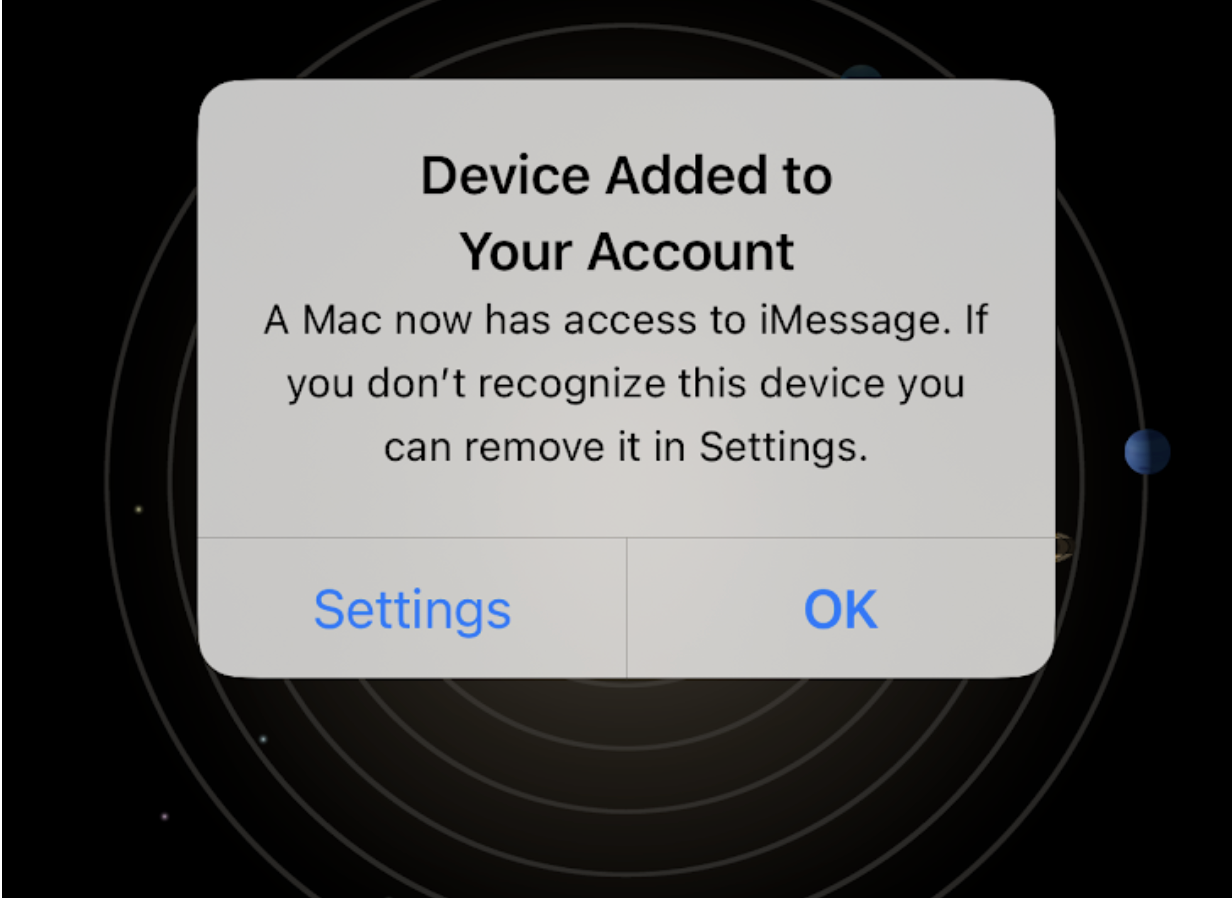 Device Added to
Your Account
A Mac now has access to iMessage. If
you don’t recognize this device you
can remove it in Settings.
Settings
OK